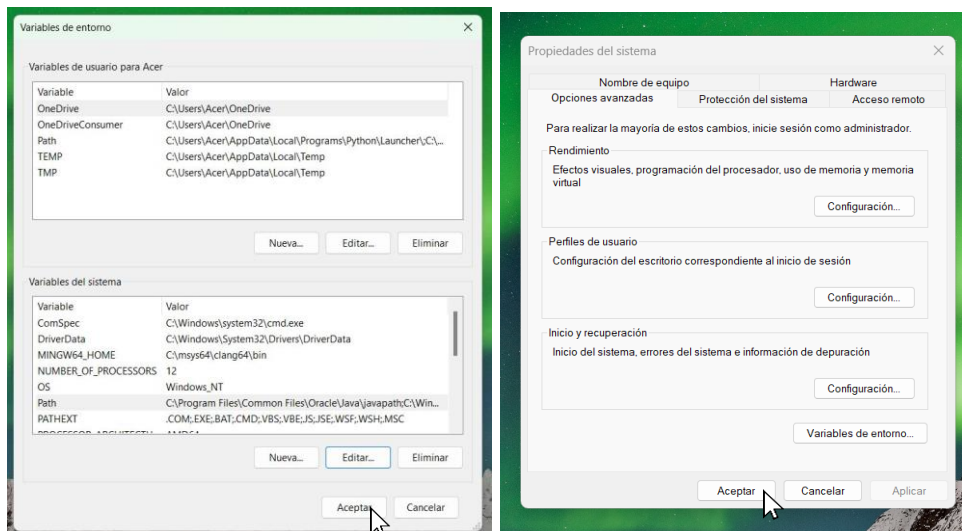 Variables de entorno
Variables de usuario para Acer
Variable Valor
OneDrive C:\Users\Acer\OneDrive
OneDriveConsumer C:\Users\Acer\OneDrive
Path C:\Users\Acer\AppData\Local\Programs\Python\Launcher\;C:\...
TEMP C:\Users\Acer\AppData\Local\Temp
TMP C:\Users\Acer\AppData\Local\Temp
Nueva... Editar... Eliminar
Variables del sistema
Variable Valor
ComSpec C:\Windows\system32\cmd.exe
DriverData C:\Windows\System32\Drivers\DriverData
MINGW64_HOME C:\msys64\clang64\bin
NUMBER_OF_PROCESSORS 12
OS Windows_NT
Path C:\Program Files\Common Files\Oracle\Java\javapath;C:\Win...
PATHEXT .COM;.EXE;.BAT;.CMD;.VBS;.VBE;.JS;.JSE;.WSF;.WSH;.MSC
Nueva... Editar... Eliminar
Aceptar Cancelar
Propiedades del sistema
Nombre de equipo Hardware
Opciones avanzadas Protección del sistema Acceso remoto
Para realizar la mayoría de estos cambios, inicie sesión como administrador.
Rendimiento
Efectos visuales, programación del procesador, uso de memoria y memoria
virtual
Configuración...
Perfiles de usuario
Configuración del escritorio correspondiente al inicio de sesión
Configuración...
Inicio y recuperación
Inicio del sistema, errores del sistema e información de depuración
Configuración...
Variables de entorno...
Aceptar Cancelar Aplicar